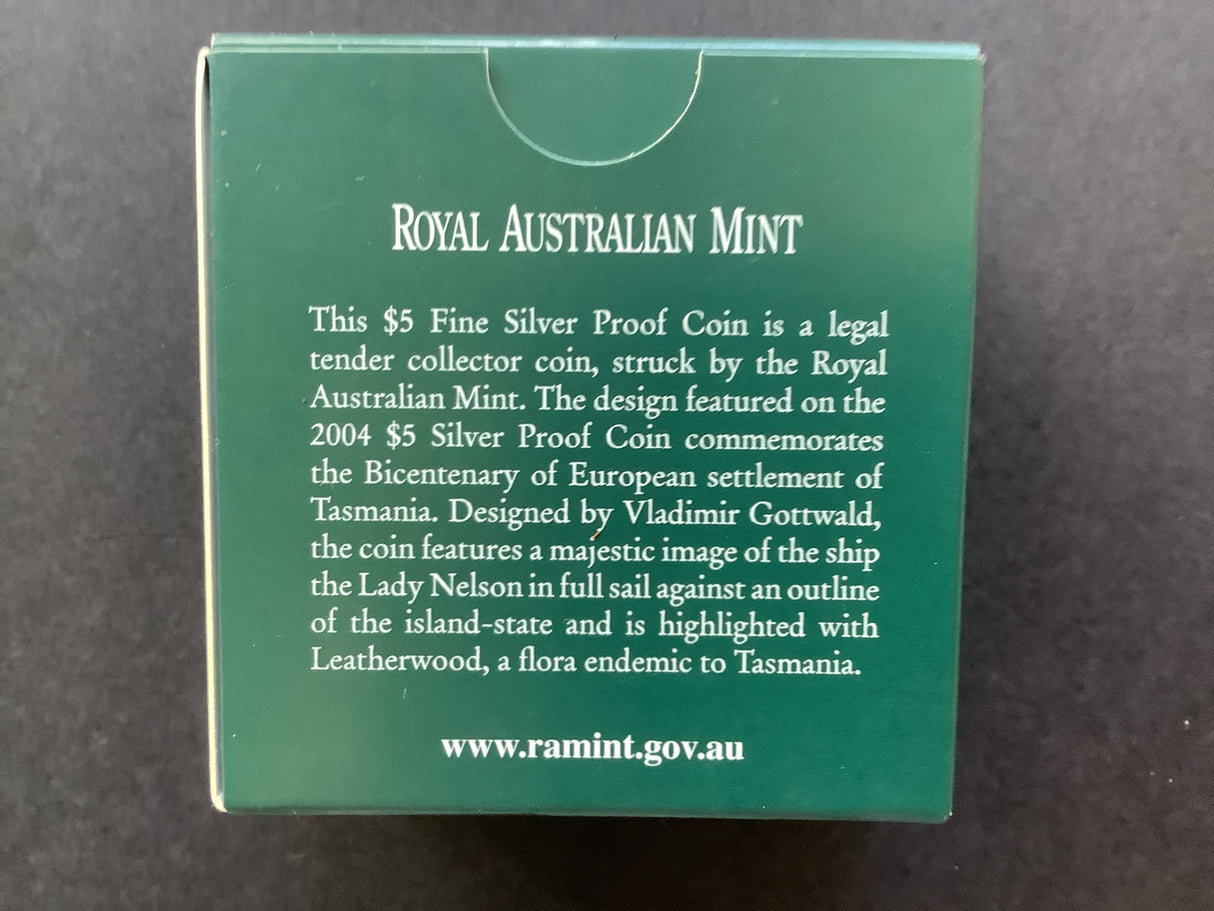 ROYAL AUSTRALIAN MINT
This $5 Fine Silver Proof Coin is a legal
tender collector coin, struck by the Royal
Australian Mint. The design featured on the
2004 $5 Silver Proof Coin commemorates
the Bicentenary of European settlement of
Tasmania. Designed by Vladimir Gottwald,
the coin features a majestic image of the ship
the Lady Nelson in full sail against an outline
of the island-state and is highlighted with
Leatherwood, a flora endemic to Tasmania.
www.ramint.gov.au